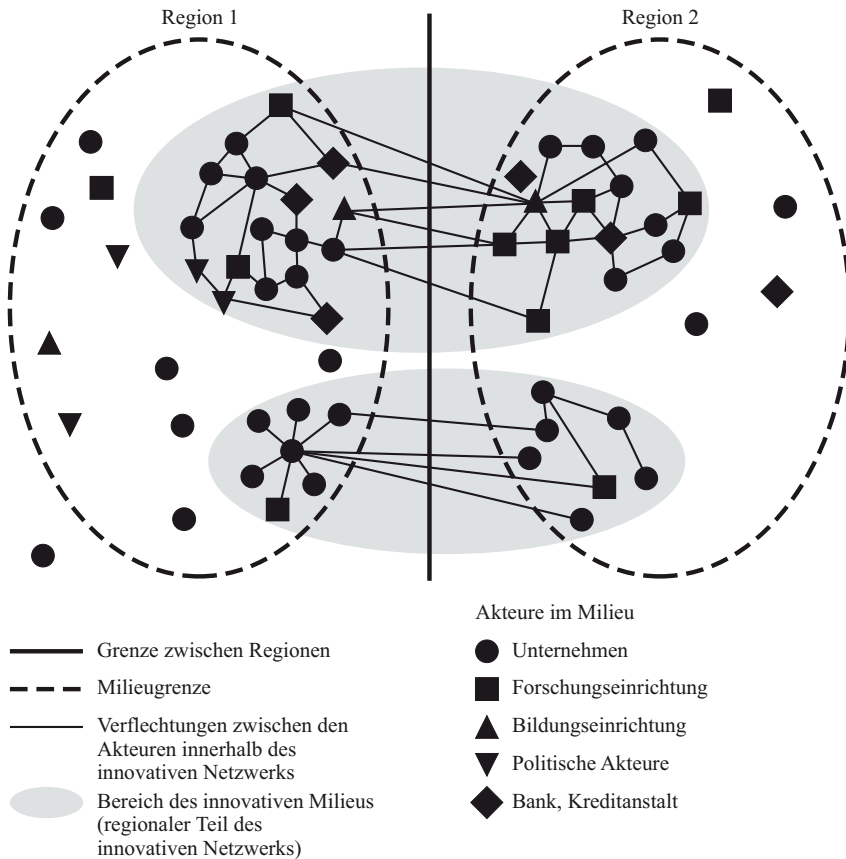 Region 1
Region 2
Grenze zwischen Regionen
Milieugrenze
Verflechtungen zwischen den
Akteuren innerhalb des
innovativen Netzwerks
Bereich des innovativen Milieus
(regionaler Teil des
innovativen Netzwerks)
Akteure im Milieu
Unternehmen
Forschungseinrichtung
Bildungseinrichtung
Politische Akteure
Bank, Kreditanstalt